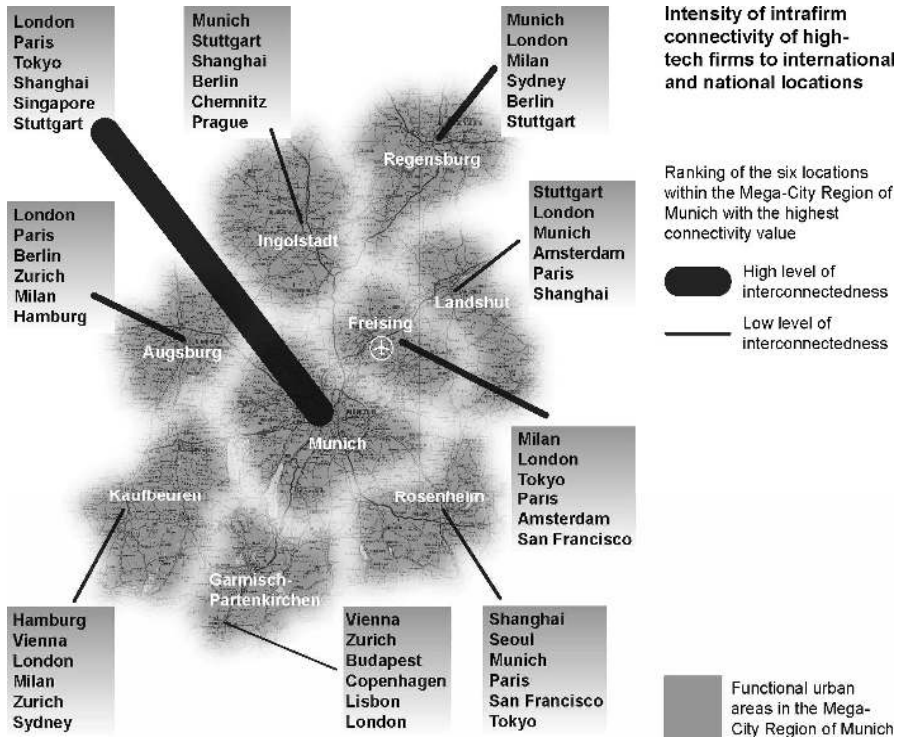 London
Paris
Tokyo
Shanghai
Singapore
Stuttgart
Munich
Stuttgart
Shanghai
Berlin
Chemnitz
Prague
Munich
London
Milan
Sydney
Berlin
Stuttgart
Intensity of intrafirm
connectivity of high-
tech firms to international
and national locations
Ranking of the six locations
within the Mega-City Region of
Munich with the highest
connectivity value
High level of
interconnectedness
Low level of
interconnectedness
Regensburg
Ingolstadt
Stuttgart
London
Munich
Amsterdam
Paris
Shanghai
London
Paris
Berlin
Zurich
Milan
Hamburg
Landshut
Freising
Augsburg
Munich
Milan
London
Tokyo
Paris
Amsterdam
San Francisco
Kaufbeuren
Rosenheim
Garmisch-
Partenkirchen
Hamburg
Vienna
London
Milan
Zurich
Sydney
Vienna
Zurich
Budapest
Copenhagen
Lisbon
London
Shanghai
Seoul
Munich
Paris
San Francisco
Tokyo
Functional urban
areas in the Mega-
City Region of Munich